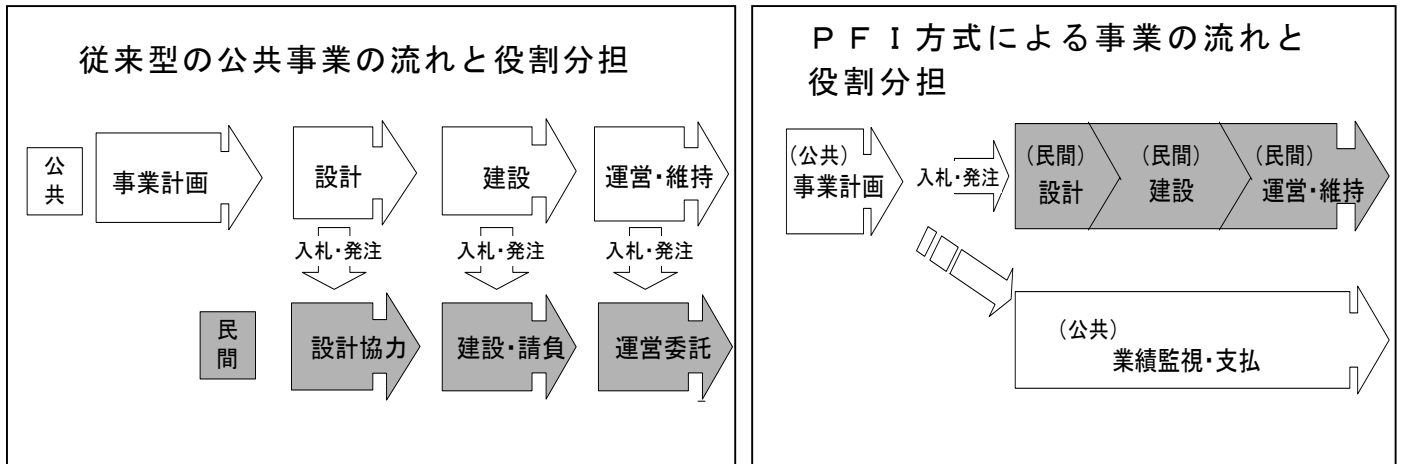 従来型の公共事業の流れと役割分担
公共
事業計画
設計
建設
運営・維持
入札・発注
入札・発注
入札・発注
民間
設計協力
建設・請負
運営委託
ＰＦＩ方式による事業の流れと
役割分担
（公共）
事業計画
入札・発注
（民間）
設計
（民間）
建設
（民間）
運営・維持
（公共）
業績監視・支払